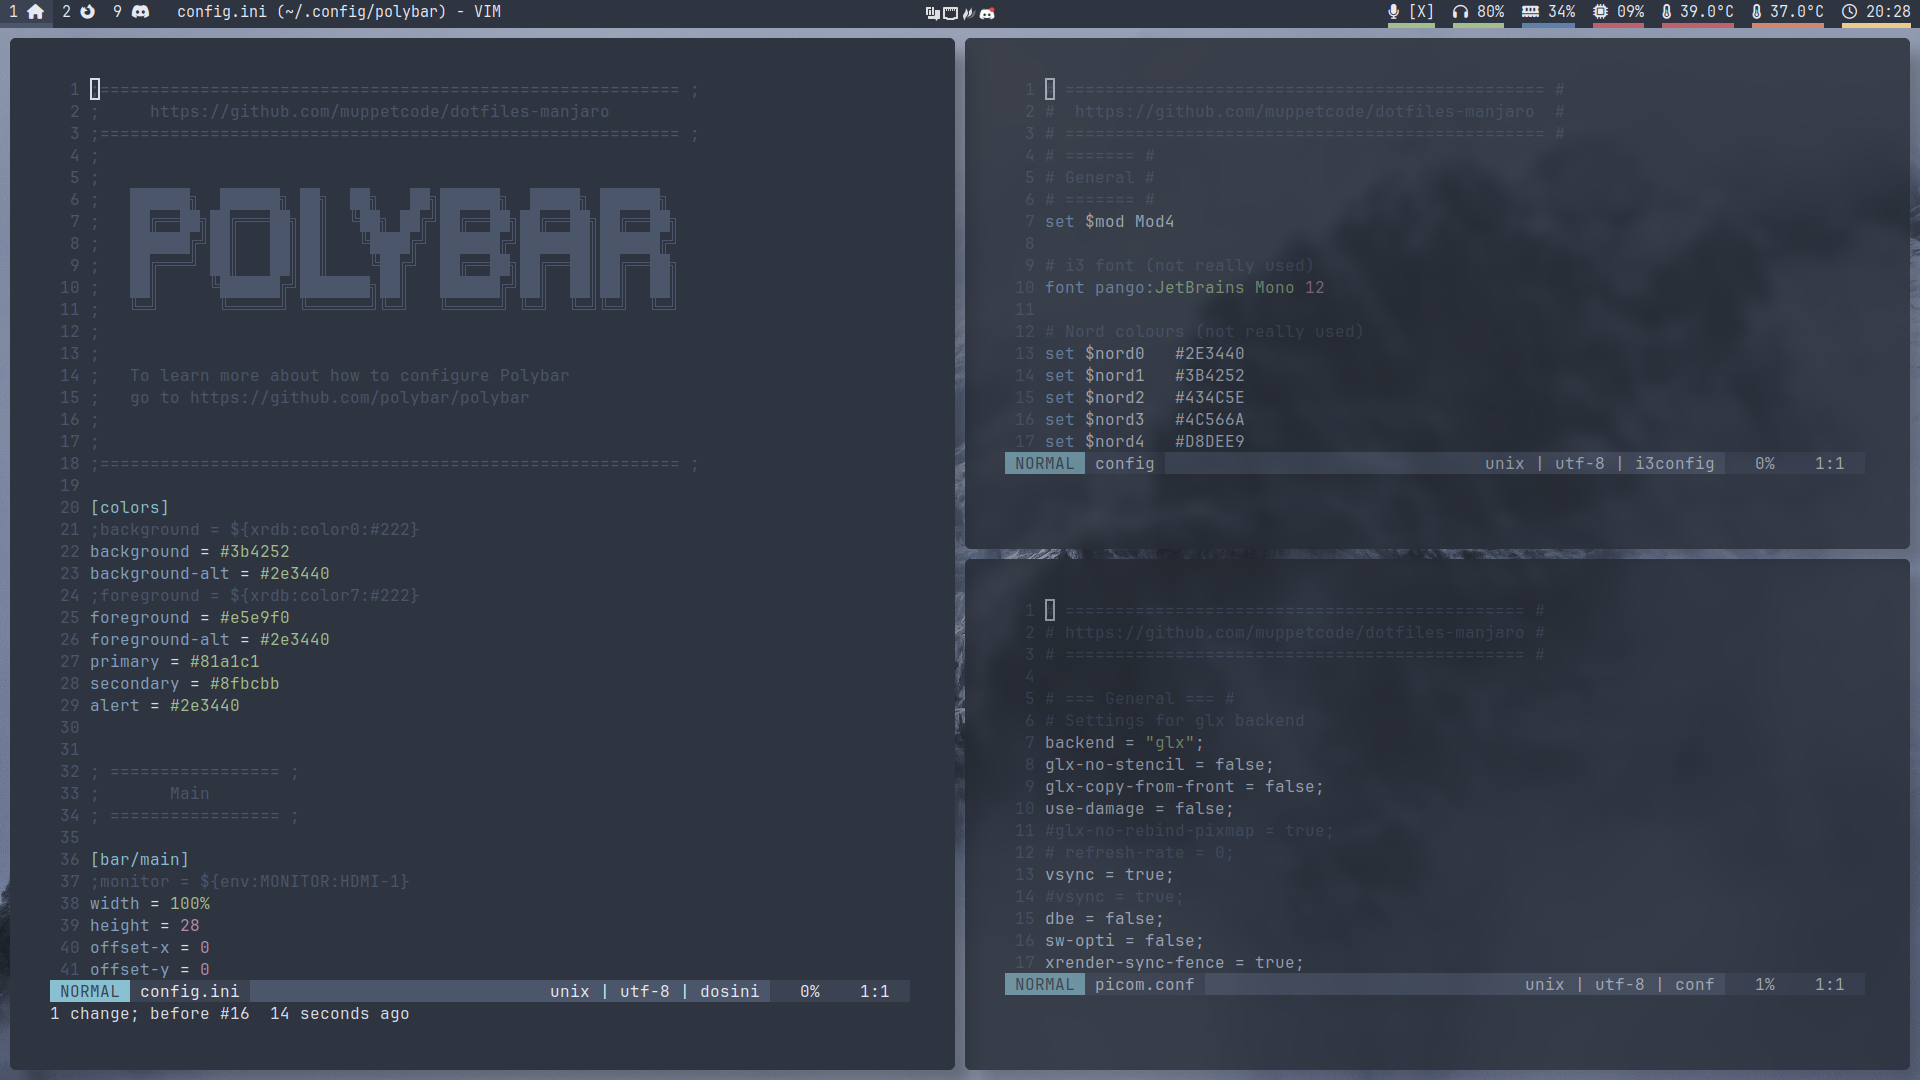 1 2 9 config.ini (~/.config/polybar) - VIM [X] 80% 34% 09% 39.0°C 37.0°C 20:28
1 ;========================================================== ;
2 ;     https://github.com/muppetcode/dotfiles-manjaro
3 ;========================================================== ;
4 ;
5 ;
6 ;
7 ;
8 ; POLYBAR
9 ;
10 ;
11 ;
12 ;
13 ;
14 ;   To learn more about how to configure Polybar
15 ;   go to https://github.com/polybar/polybar
16 ;
17 ;
18 ;========================================================== ;
19
20 [colors]
21 ;background = ${xrdb:color0:#222}
22 background = #3b4252
23 background-alt = #2e3440
24 ;foreground = ${xrdb:color7:#222}
25 foreground = #e5e9f0
26 foreground-alt = #2e3440
27 primary = #81a1c1
28 secondary = #8fbcbb
29 alert = #2e3440
30
31
32 ; ================= ;
33 ;       Main
34 ; ================= ;
35
36 [bar/main]
37 ;monitor = ${env:MONITOR:HDMI-1}
38 width = 100%
39 height = 28
40 offset-x = 0
41 offset-y = 0
NORMAL config.ini unix | utf-8 | dosini 0% 1:1
1 change; before #16  14 seconds ago
1 # ================================================ #
2 #  https://github.com/muppetcode/dotfiles-manjaro  #
3 # ================================================ #
4 # ======= #
5 # General #
6 # ======= #
7 set $mod Mod4
8
9 # i3 font (not really used)
10 font pango:JetBrains Mono 12
11
12 # Nord colours (not really used)
13 set $nord0   #2E3440
14 set $nord1   #3B4252
15 set $nord2   #434C5E
16 set $nord3   #4C566A
17 set $nord4   #D8DEE9
NORMAL config unix | utf-8 | i3config 0% 1:1
1 # ============================================== #
2 # https://github.com/muppetcode/dotfiles-manjaro #
3 # ============================================== #
4
5 # === General === #
6 # Settings for glx backend
7 backend = "glx";
8 glx-no-stencil = false;
9 glx-copy-from-front = false;
10 use-damage = false;
11 #glx-no-rebind-pixmap = true;
12 # refresh-rate = 0;
13 vsync = true;
14 #vsync = true;
15 dbe = false;
16 sw-opti = false;
17 xrender-sync-fence = true;
NORMAL picom.conf unix | utf-8 | conf 1% 1:1